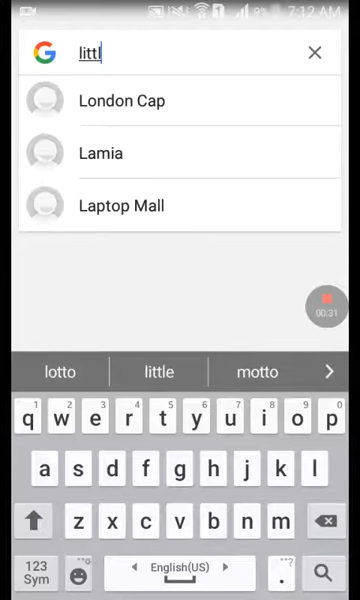 9% 7:12 AM
littl
London Cap
Lamia
Laptop Mall
00:31
lotto little motto
1 2 3 4 5 6 7 8 9 0
q w e r t y u i o p
a s d f g h j k l
z x c v b n m
123
Sym
English(US)
.